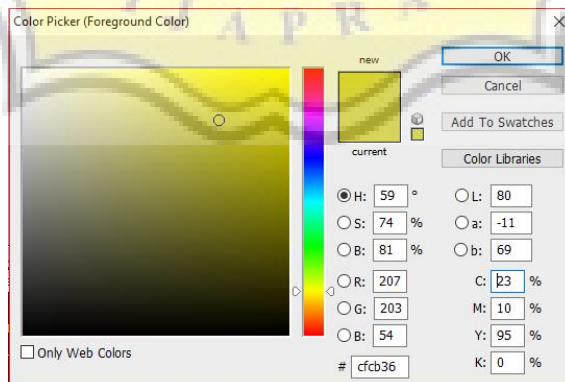 Color Picker (Foreground Color)
new
current
OK
Cancel
Add To Swatches
Color Libraries
H: 59 °
S: 74 %
B: 81 %
R: 207
G: 203
B: 54
# cfcb36
L: 80
a: -11
b: 69
C: 23 %
M: 10 %
Y: 95 %
K: 0 %
Only Web Colors